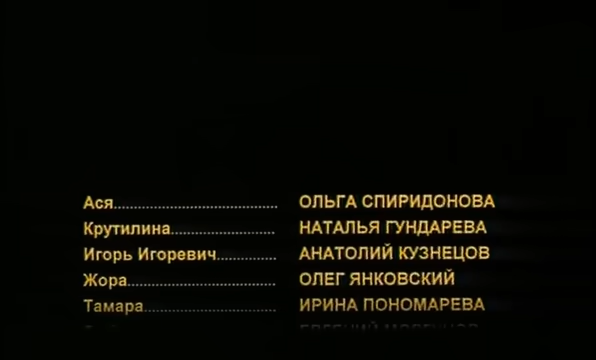 Ася.................................. ОЛЬГА СПИРИДОНОВА
Крутилина..................... НАТАЛЬЯ ГУНДАРЕВА
Игорь Игоревич............ АНАТОЛИЙ КУЗНЕЦОВ
Жора.............................. ОЛЕГ ЯНКОВСКИЙ
Тамара........................... ИРИНА ПОНОМАРЕВА